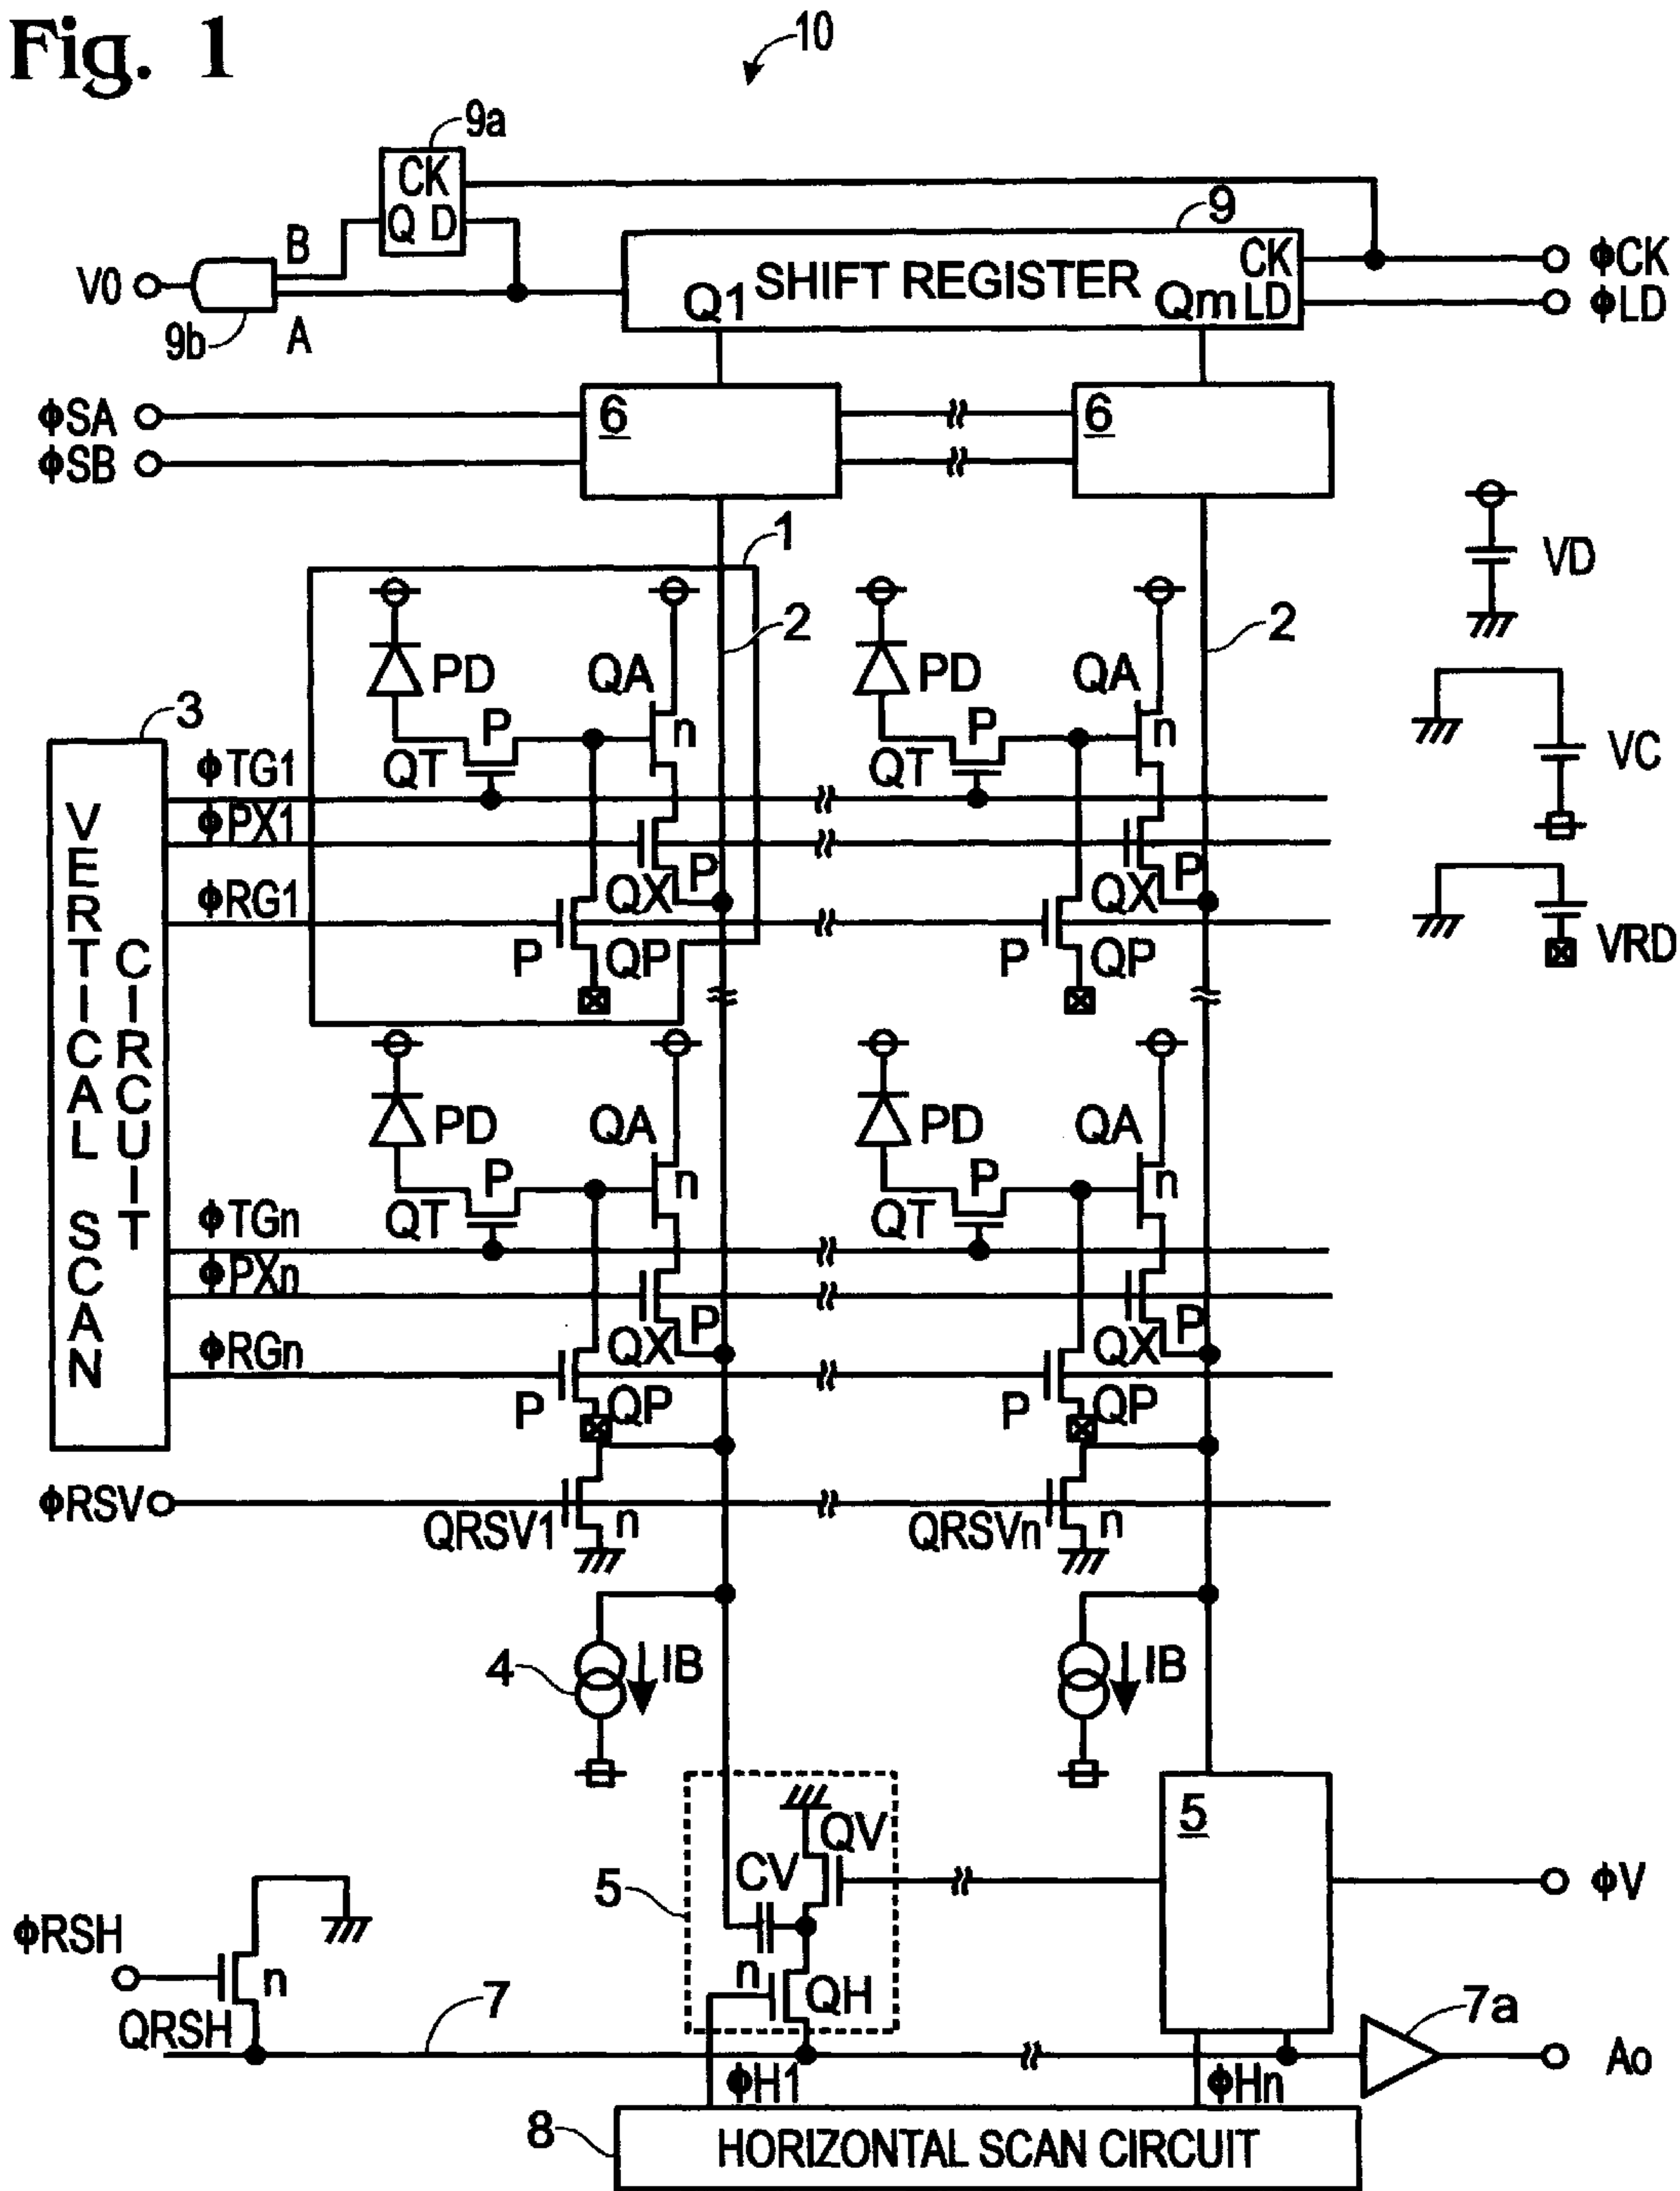 Fig. 1
10
9a
CK
Q D
9
B
V0
A
9b
SHIFT REGISTER
Q1
Qm
CK
LD
ϕCK
ϕLD
ϕSA
ϕSB
6
6
1
2
2
VD
VC
VRD
3
VERTICAL SCAN
CIRCUIT
PD
QA
PD
QA
P
n
P
n
QT
QT
ϕTG1
ϕPX1
P
P
QX
QX
ϕRG1
P
QP
P
QP
PD
QA
PD
QA
P
n
P
n
QT
QT
ϕTGn
ϕPXn
P
P
QX
QX
ϕRGn
P
QP
P
QP
ϕRSV
QRSV1
n
QRSVn
n
4
IB
IB
5
QV
CV
n
QH
5
ϕV
ϕRSH
n
QRSH
7
7a
Ao
ϕH1
ϕHn
8
HORIZONTAL SCAN CIRCUIT